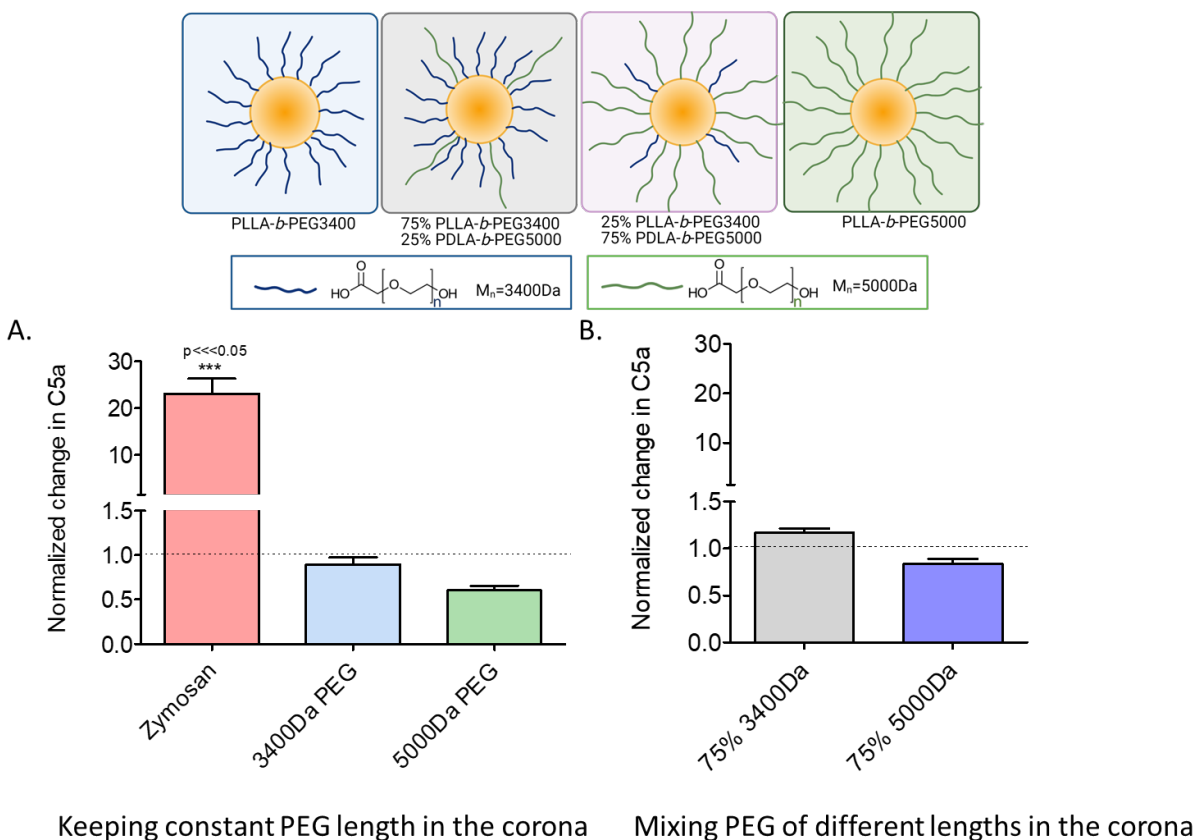 PLLA-b-PEG3400
75% PLLA-b-PEG3400
25% PDLA-b-PEG5000
25% PLLA-b-PEG3400
75% PDLA-b-PEG5000
PLLA-b-PEG5000
HO O O OH n Mn=3400Da
HO O O OH n Mn=5000Da
A.
Normalized change in C5a
p<<<0.05
***
30
20
10
1.5
1.0
0.5
0.0
Zymosan
3400Da PEG
5000Da PEG
Keeping constant PEG length in the corona
B.
Normalized change in C5a
30
20
10
1.5
1.0
0.5
0.0
75% 3400Da
75% 5000Da
Mixing PEG of different lengths in the corona